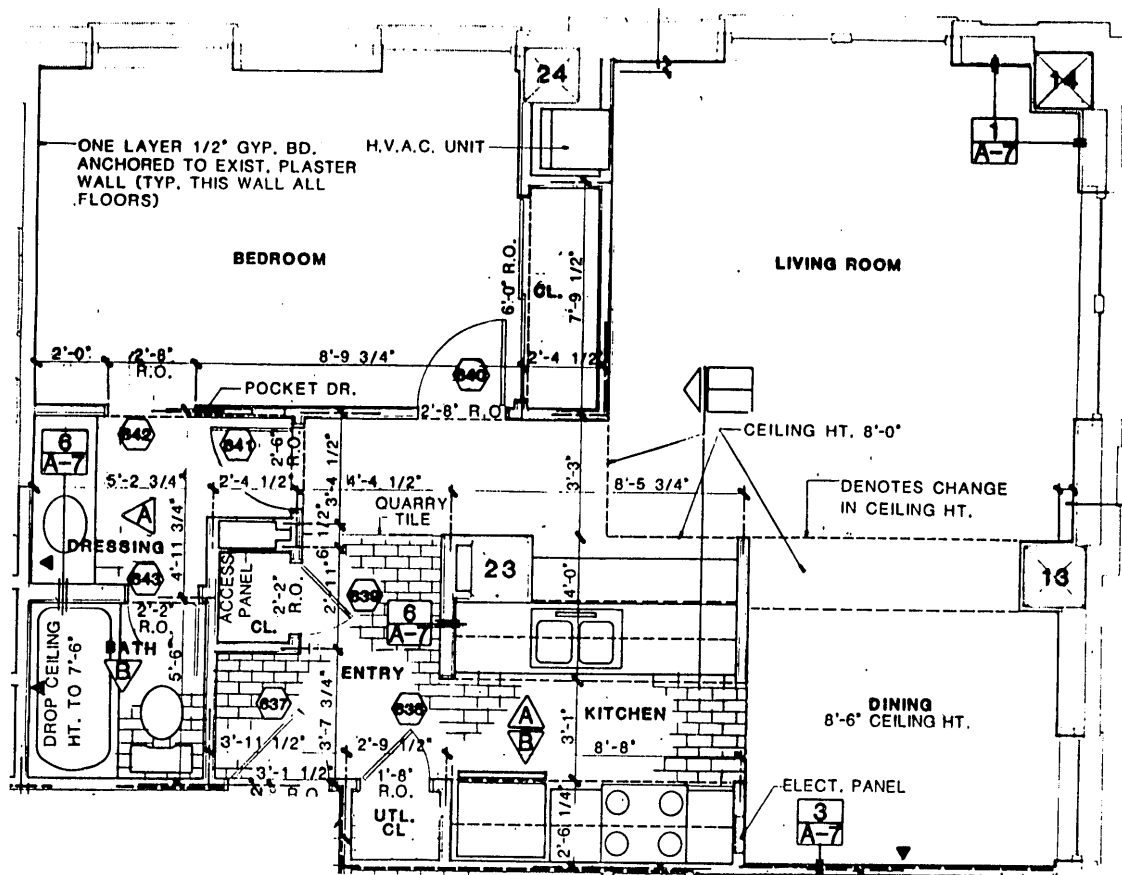 24
14
ONE LAYER 1/2" GYP. BD.
ANCHORED TO EXIST. PLASTER
WALL (TYP. THIS WALL ALL
FLOORS)
H.V.A.C. UNIT
1
A-7
BEDROOM
LIVING ROOM
6'-0" R.O.
CL.
7'-9 1/2"
2'-0"
2'-8"
R.O.
8'-9 3/4"
2'-4 1/2"
640
POCKET DR.
2'-8" R.O.
CEILING HT. 8'-0"
642
641
6
A-7
2'-6"
R.O.
3'-4 1/2"
3'-3"
5'-2 3/4"
2'-4 1/2"
4'-4 1/2"
8'-5 3/4"
DENOTES CHANGE
IN CEILING HT.
QUARRY
TILE
A
4'-11 3/4"
DRESSING
643
ACCESS
PANEL
2'-2"
R.O.
CL.
639
23
4'-0"
13
6
A-7
2'-2"
R.O.
BATH
B
5'-6"
DROP CEILING
HT. TO 7'-6"
ENTRY
637
636
3'-7 3/4"
A
B
KITCHEN
3'-1"
8'-8"
DINING
8'-6" CEILING HT.
3'-11 1/2"
2'-9 1/2"
3'-1 1/2"
1'-8"
R.O.
UTL.
CL
2'-6 1/4"
ELECT. PANEL
3
A-7